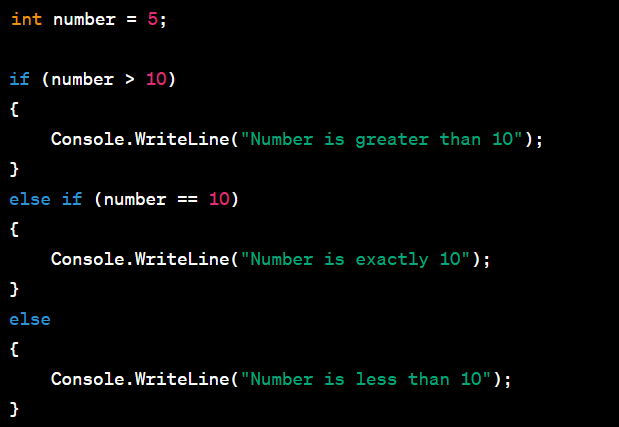 int number = 5;
if (number > 10)
{
    Console.WriteLine("Number is greater than 10");
}
else if (number == 10)
{
    Console.WriteLine("Number is exactly 10");
}
else
{
    Console.WriteLine("Number is less than 10");
}